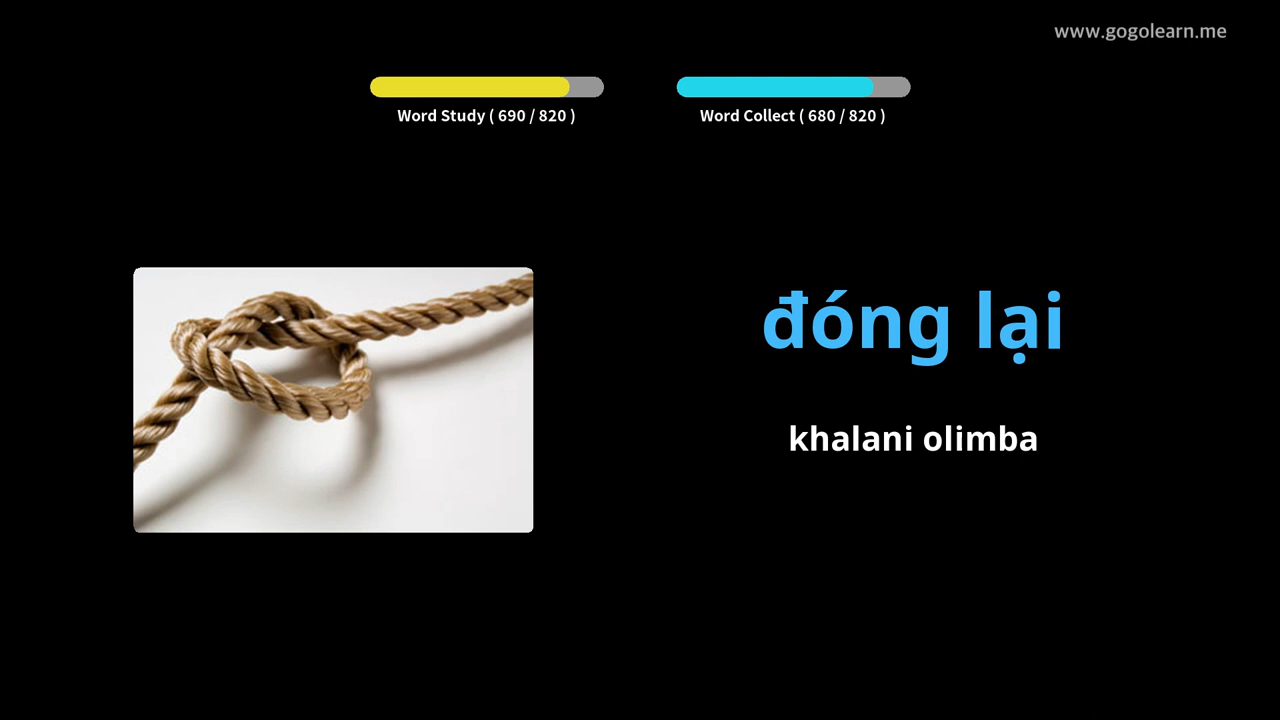 www.gogolearn.me
Word Study ( 690 / 820 )
Word Collect ( 680 / 820 )
đóng lại
khalani olimba